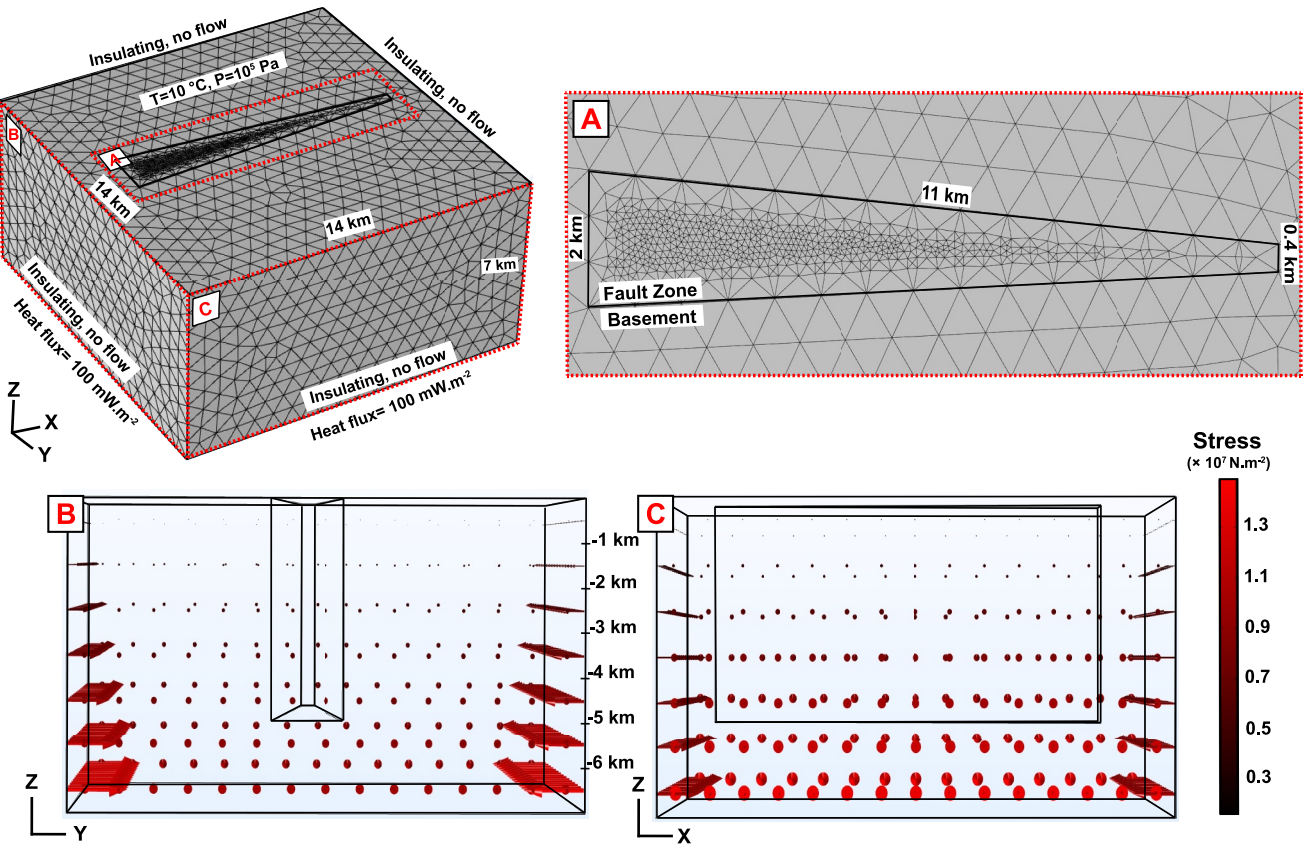 Insulating, no flow
Insulating, no flow
T=10 °C, P=10⁵ Pa
B
A
14 km
14 km
7 km
C
Insulating, no flow
Heat flux= 100 mW.m⁻²
Insulating, no flow
Heat flux= 100 mW.m⁻²
Z
X
Y
A
11 km
2 km
0.4 km
Fault Zone
Basement
B
-1 km
-2 km
-3 km
-4 km
-5 km
-6 km
Z
Y
C
Z
X
Stress
(× 10⁷ N.m⁻²)
1.3
1.1
0.9
0.7
0.5
0.3